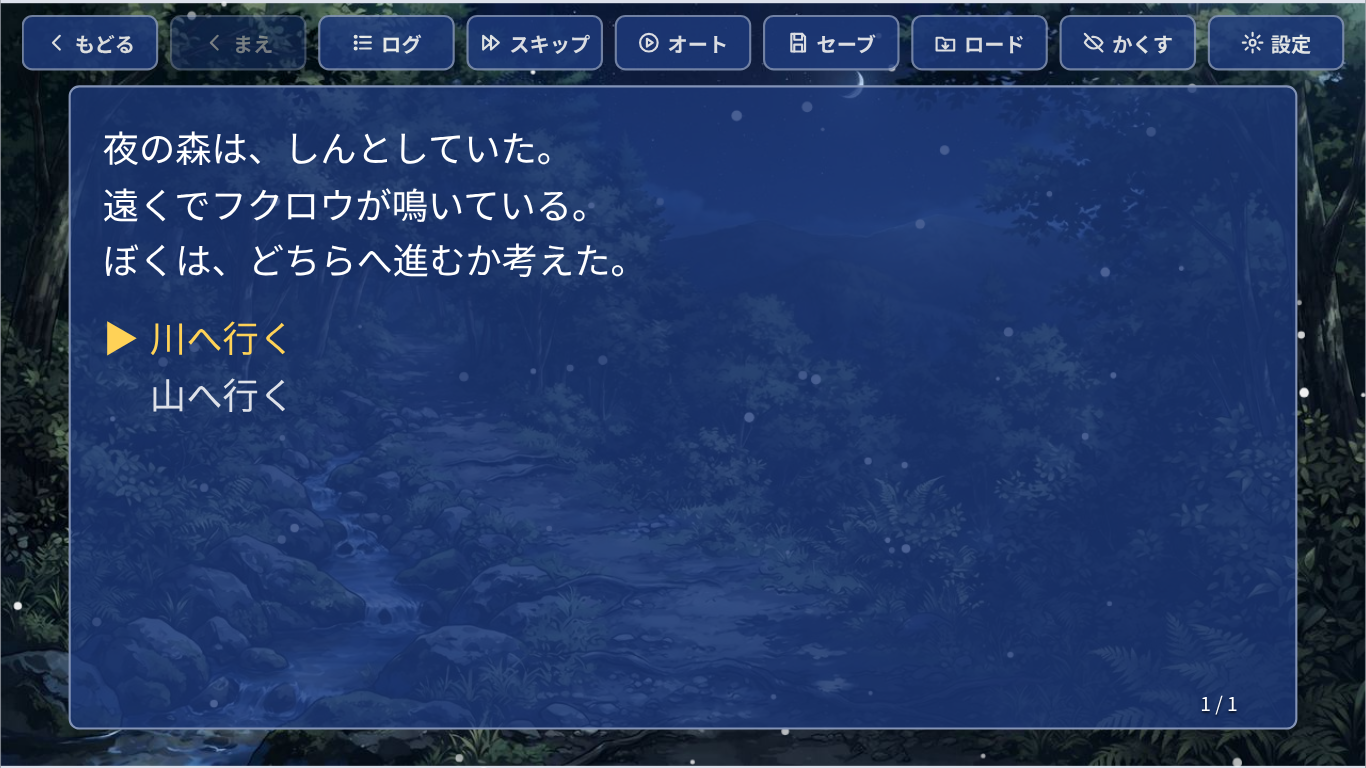 もどる
まえ
ログ
スキップ
オート
セーブ
ロード
かくす
設定
夜の森は、しんとしていた。
遠くでフクロウが鳴いている。
ぼくは、どちらへ進むか考えた。
▶ 川へ行く
山へ行く
1 / 1